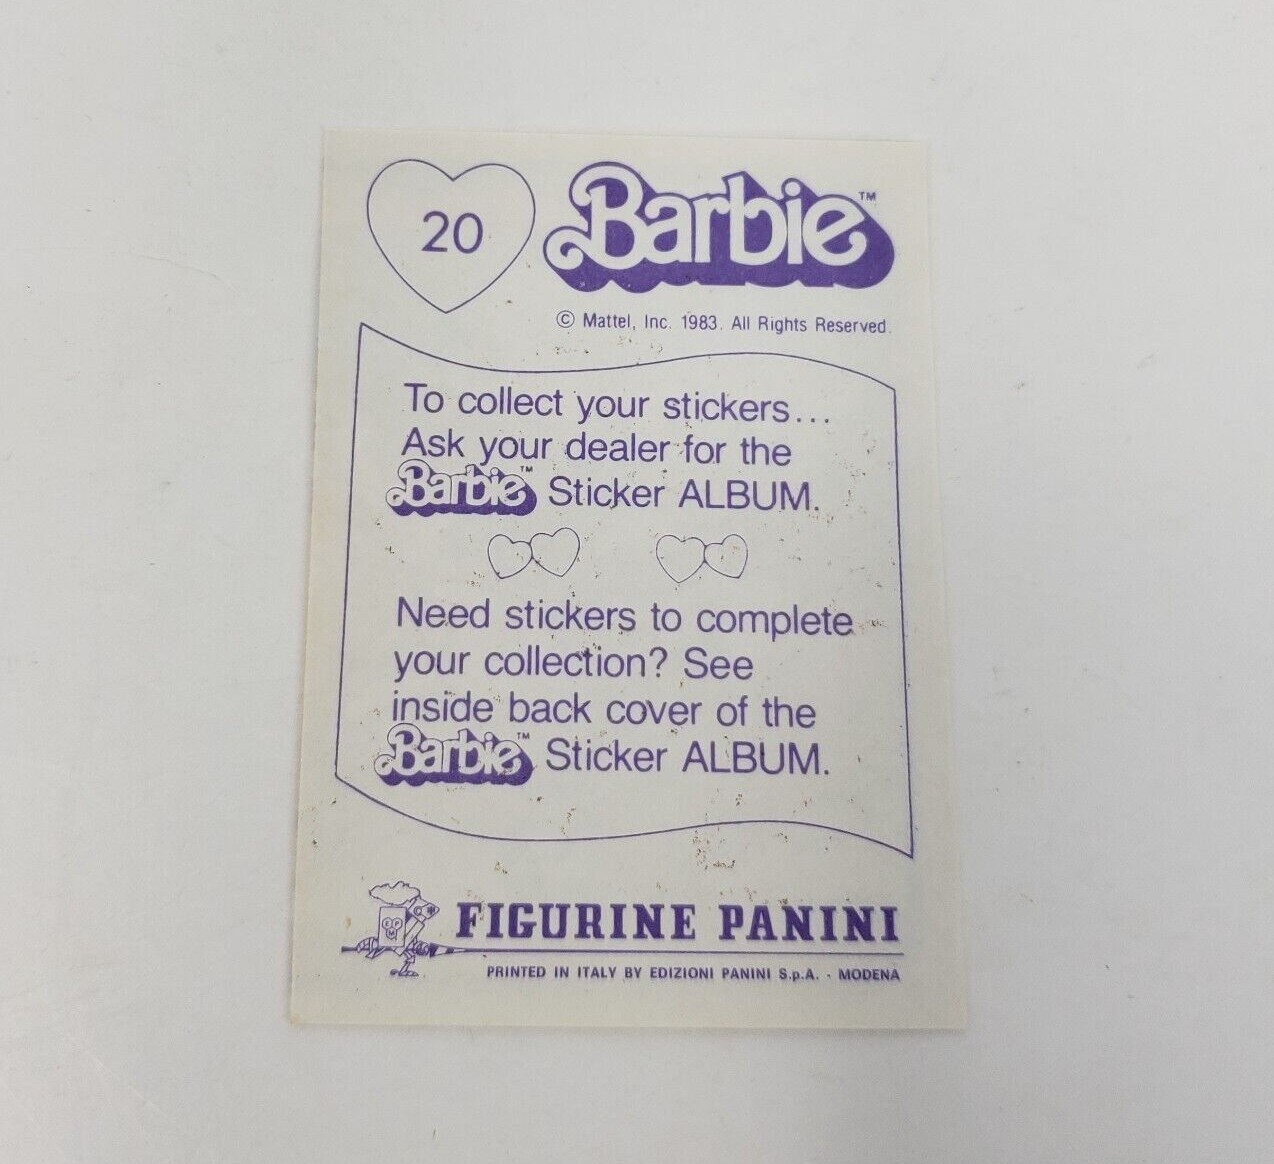 20
Barbie™
© Mattel, Inc. 1983. All Rights Reserved.
To collect your stickers...
Ask your dealer for the
Barbie™ Sticker ALBUM.
Need stickers to complete
your collection? See
inside back cover of the
Barbie™ Sticker ALBUM.
FIGURINE PANINI
PRINTED IN ITALY BY EDIZIONI PANINI S.p.A. - MODENA